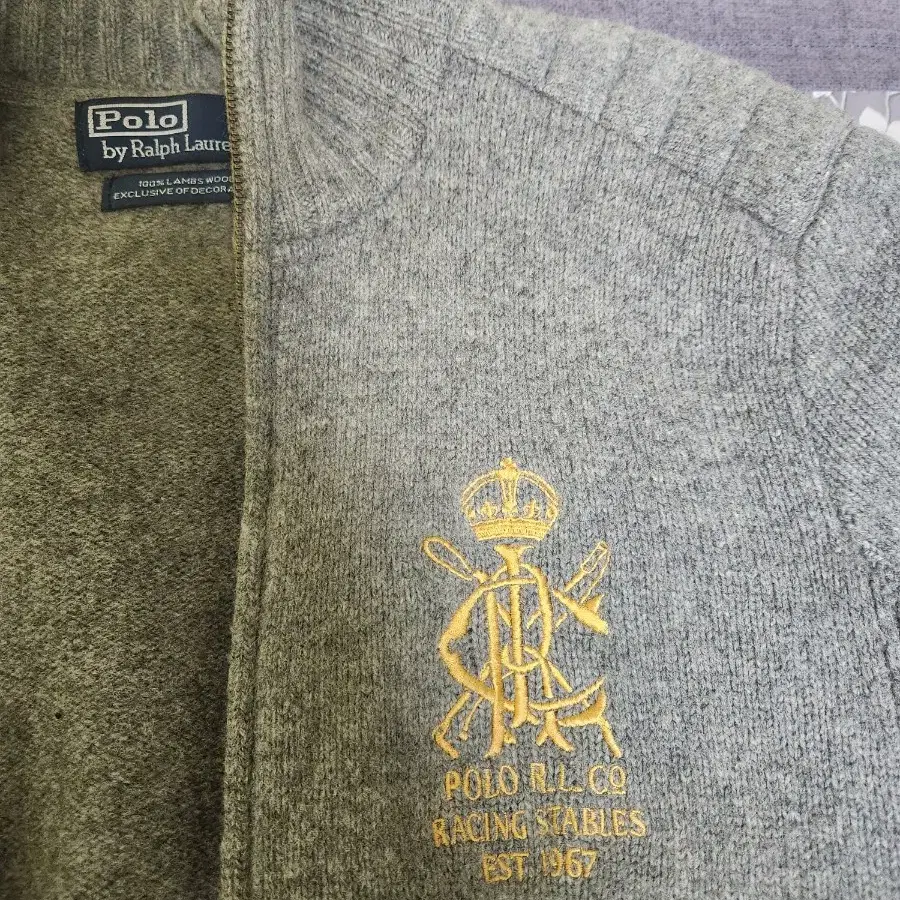 Polo
by Ralph Laure
100% LAMBS WOO
EXCLUSIVE OF DECORA
POLO R.L. CO
RACING STABLES
EST 1967